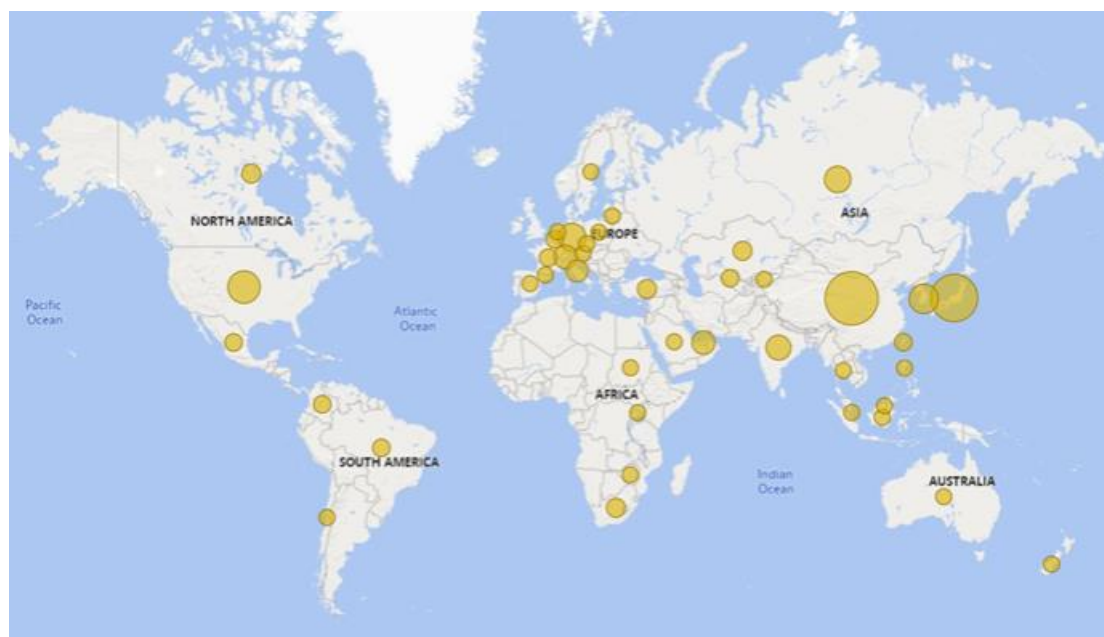 NORTH AMERICA
EUROPE
ASIA
Pacific
Ocean
Atlantic
Ocean
AFRICA
SOUTH AMERICA
Indian
Ocean
AUSTRALIA